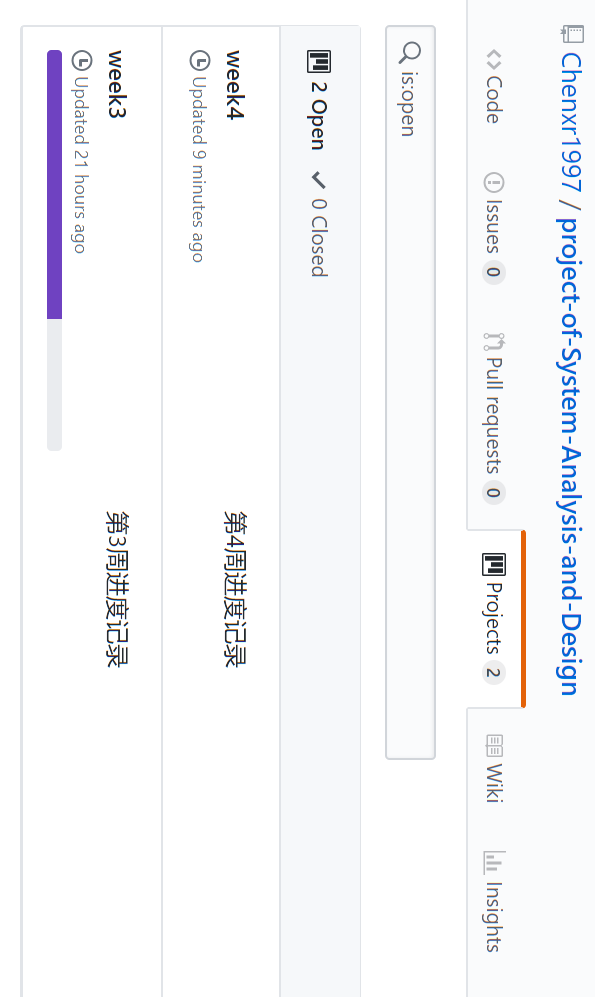 Chenxr1997 / project-of-System-Analysis-and-Design
Code Issues 0 Pull requests 0 Projects 2 Wiki Insights
is:open
2 Open 0 Closed
week4 第4周进度记录
Updated 9 minutes ago
week3 第3周进度记录
Updated 21 hours ago